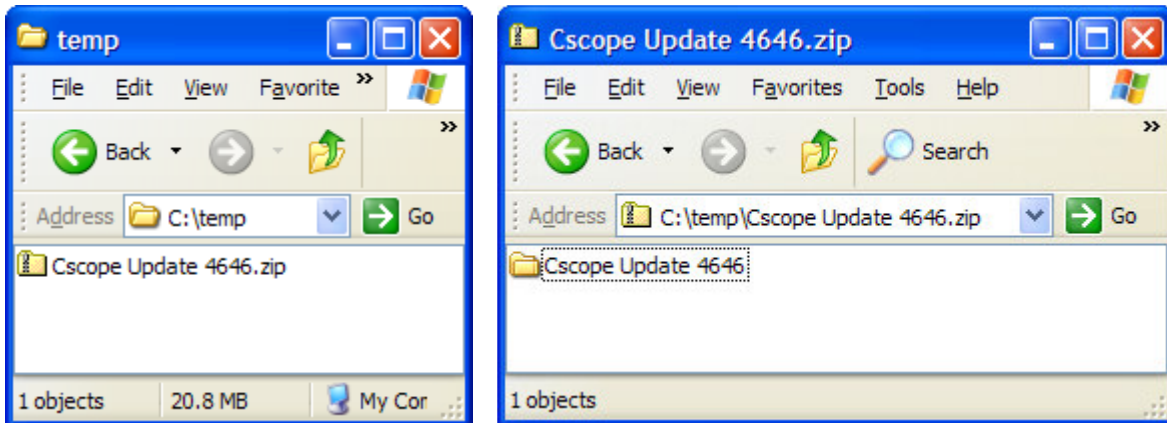 temp
File Edit View Favorite »
Back »
Address C:\temp Go
Cscope Update 4646.zip
1 objects 20.8 MB My Cor
Cscope Update 4646.zip
File Edit View Favorites Tools Help
Back Search »
Address C:\temp\Cscope Update 4646.zip Go
Cscope Update 4646
1 objects